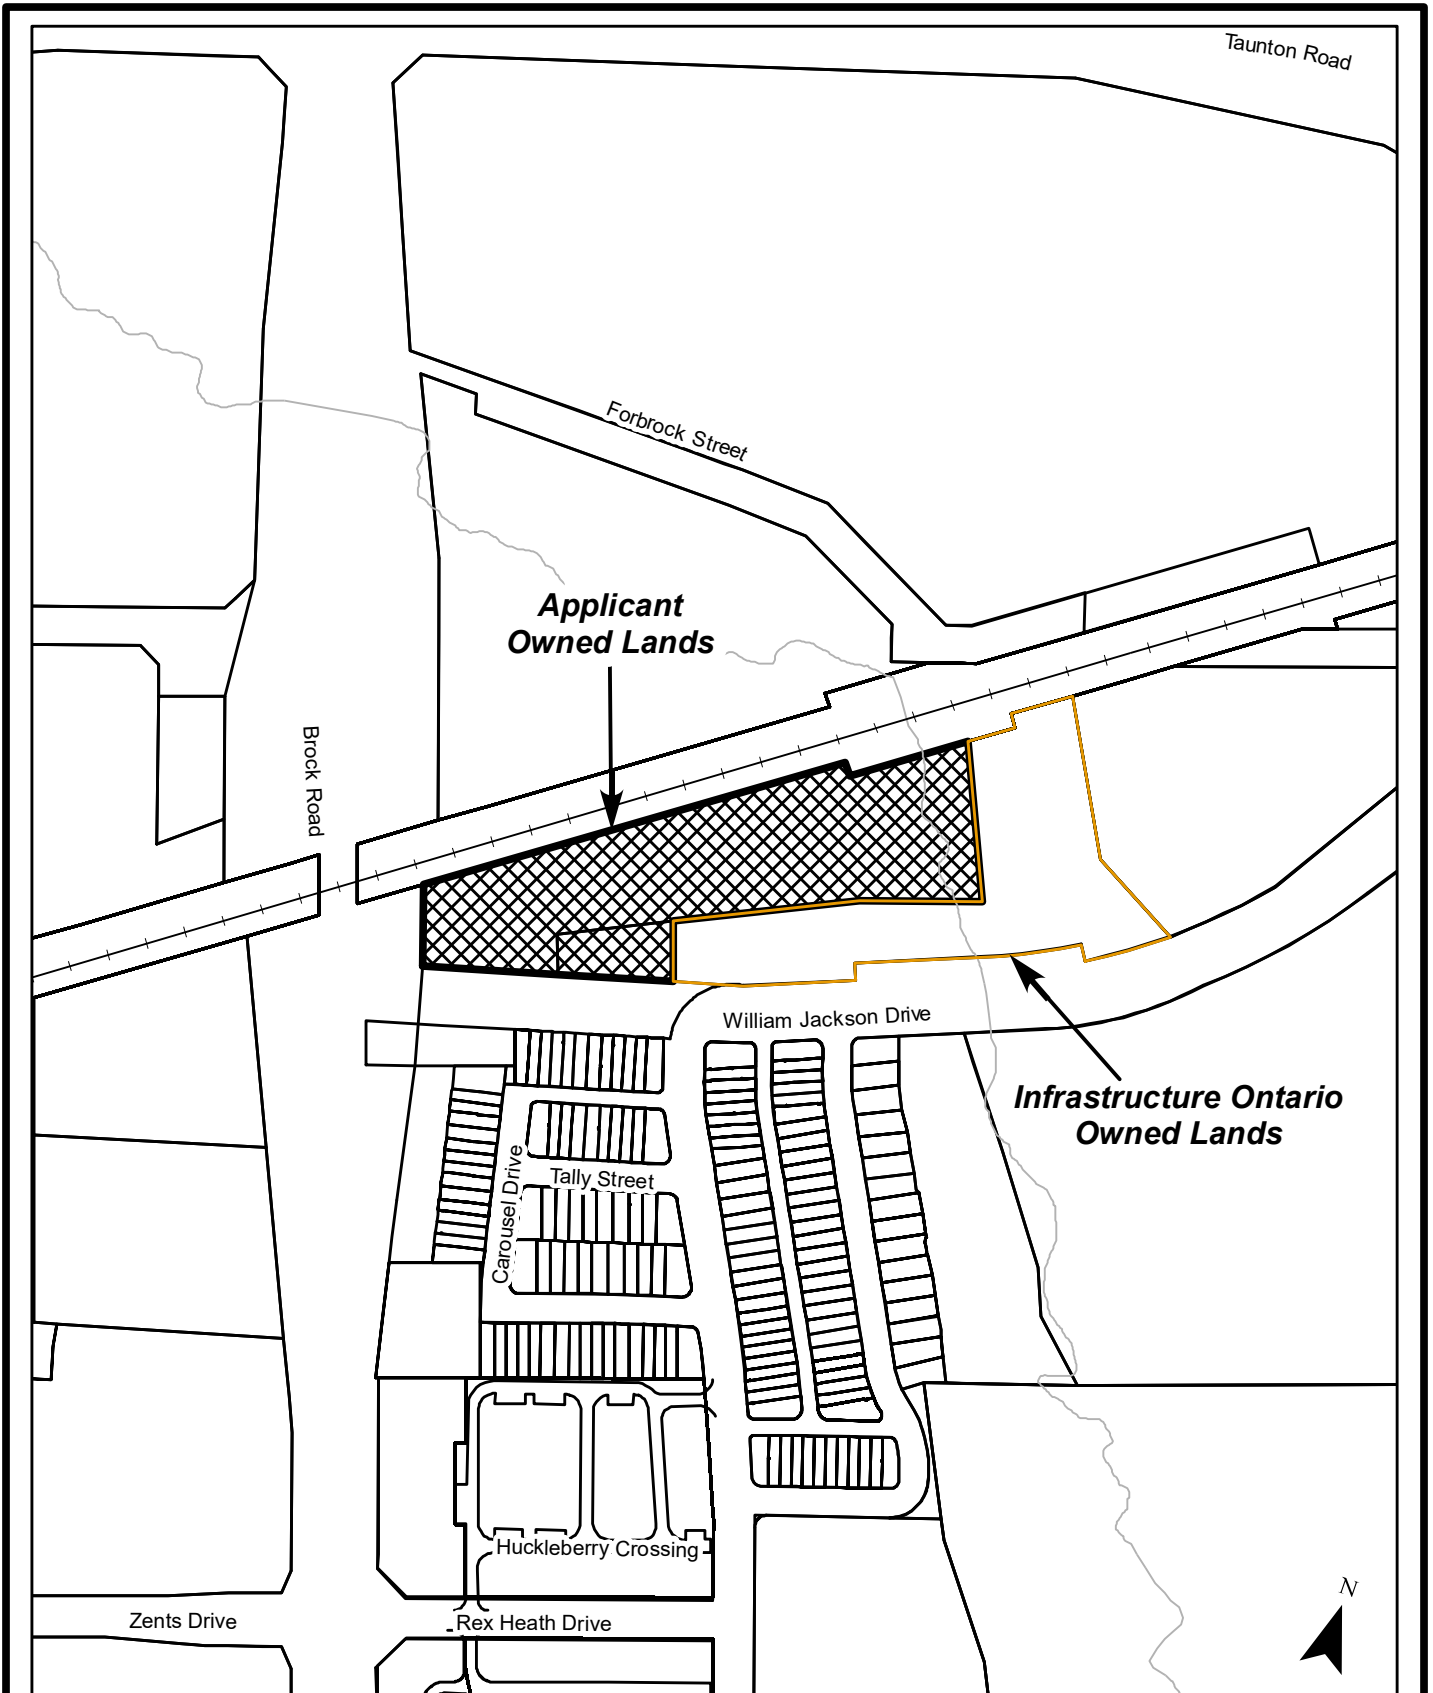 Taunton Road
Forbrock Street
Applicant
Owned Lands
Brock Road
William Jackson Drive
Infrastructure Ontario
Owned Lands
Carousel Drive
Tally Street
Huckleberry Crossing
N
Zents Drive
Rex Heath Drive